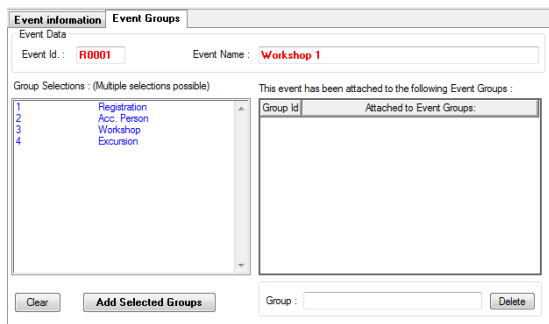 Event information Event Groups
Event Data
Event Id. : R0001 Event Name : Workshop 1
Group Selections : (Multiple selections possible) This event has been attached to the following Event Groups :
Group Id Attached to Event Groups:
1 Registration
2 Acc. Person
3 Workshop
4 Excursion
Clear Add Selected Groups Group : Delete